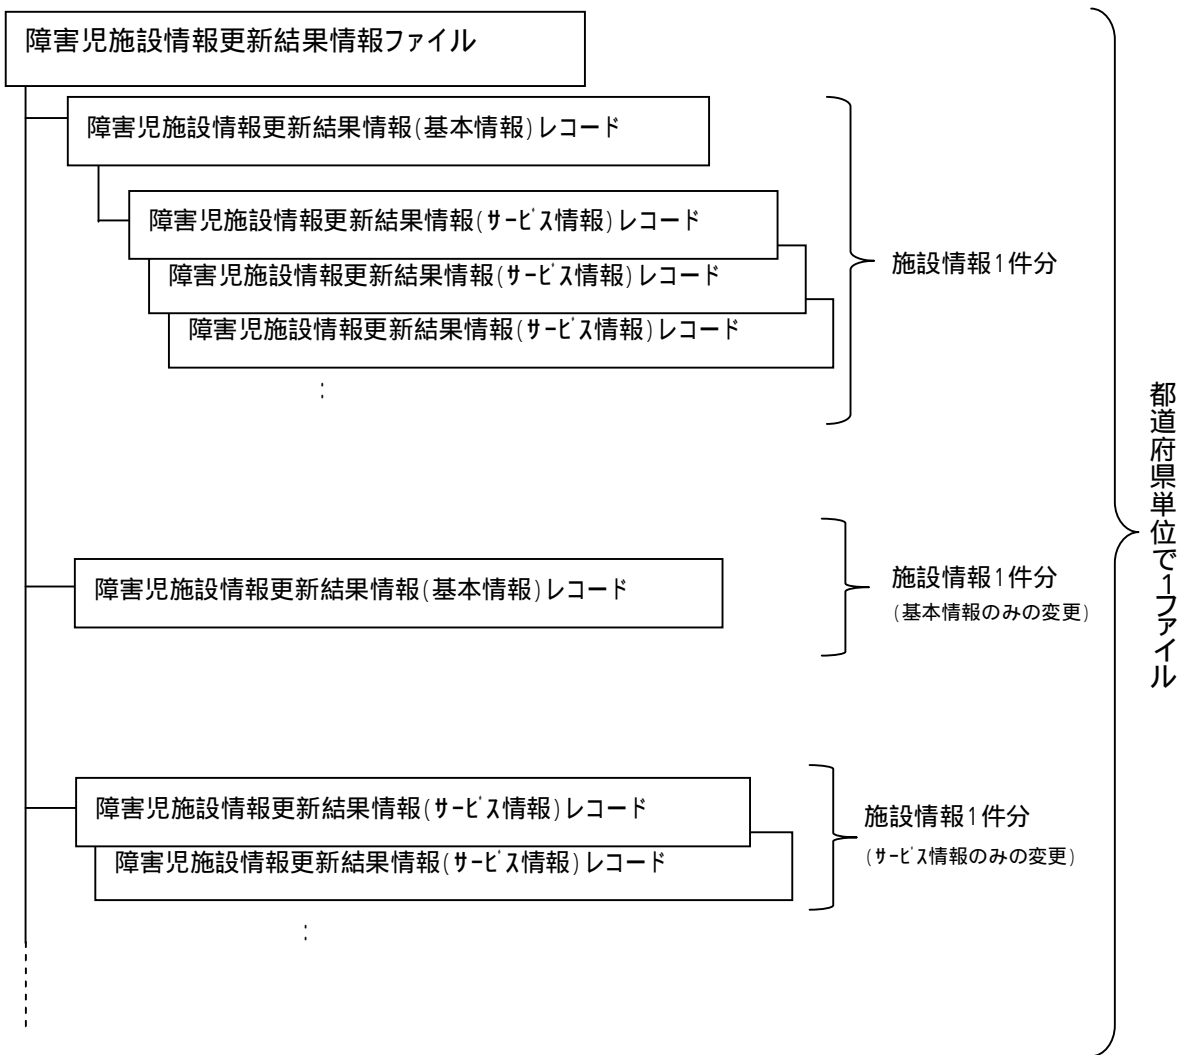 障害児施設情報更新結果情報ファイル
障害児施設情報更新結果情報(基本情報)レコード
障害児施設情報更新結果情報(ｻｰﾋﾞｽ情報)レコード
障害児施設情報更新結果情報(ｻｰﾋﾞｽ情報)レコード
障害児施設情報更新結果情報(ｻｰﾋﾞｽ情報)レコード
:
施設情報1件分
障害児施設情報更新結果情報(基本情報)レコード
施設情報1件分
(基本情報のみの変更)
障害児施設情報更新結果情報(ｻｰﾋﾞｽ情報)レコード
障害児施設情報更新結果情報(ｻｰﾋﾞｽ情報)レコード
:
施設情報1件分
(ｻｰﾋﾞｽ情報のみの変更)
都道府県単位で1ファイル